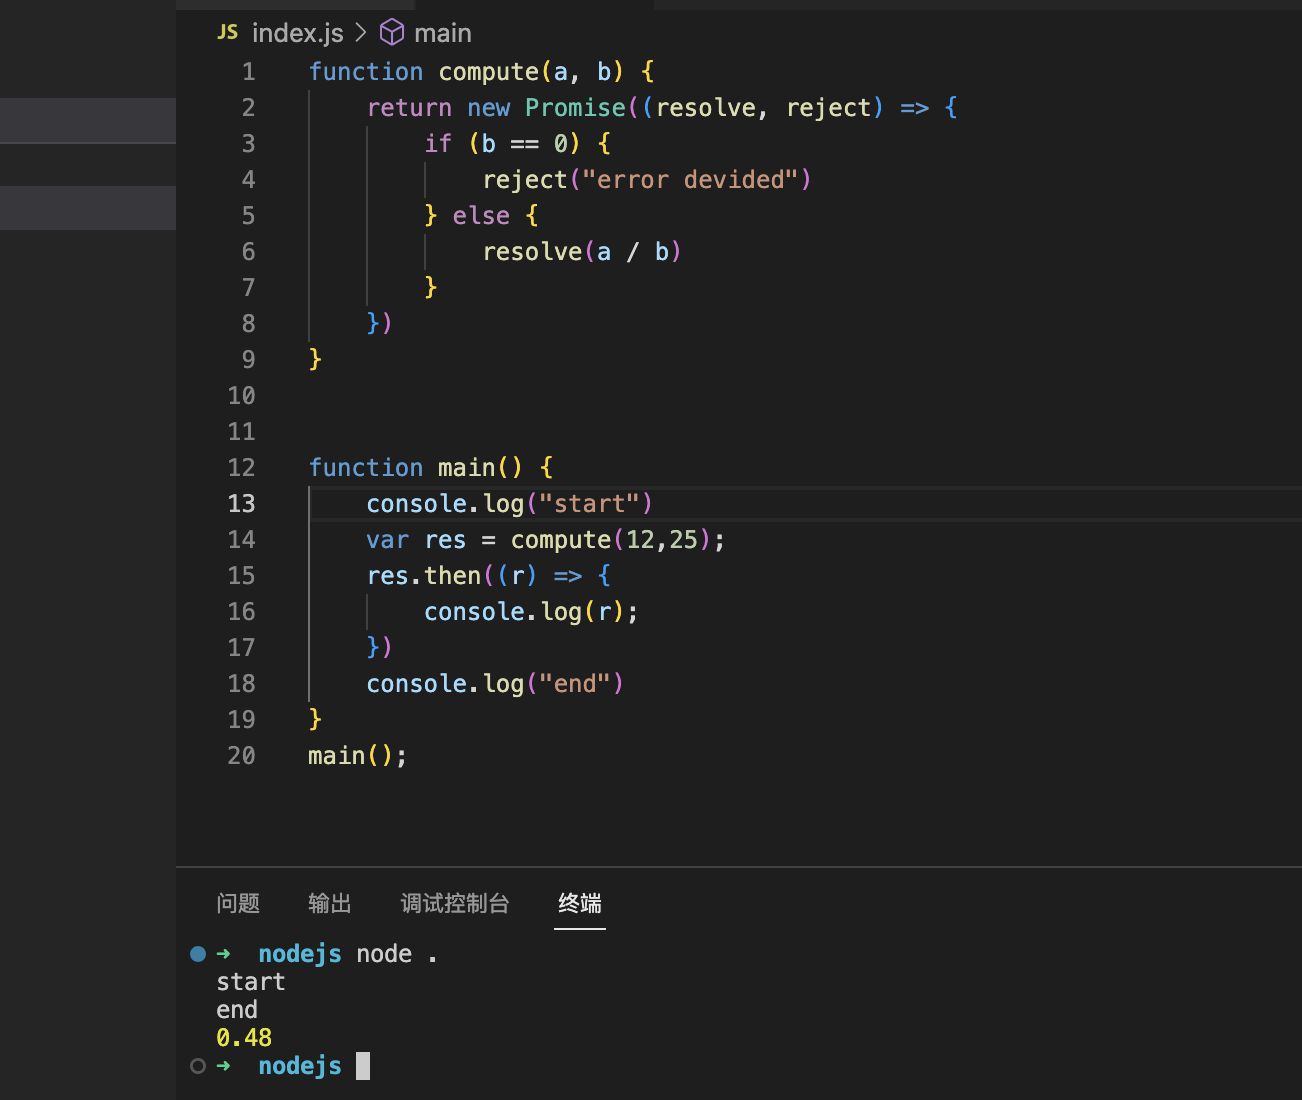 JS index.js > main
1 function compute(a, b) {
2     return new Promise((resolve, reject) => {
3         if (b == 0) {
4             reject("error devided")
5         } else {
6             resolve(a / b)
7         }
8     })
9 }
10
11
12 function main() {
13     console.log("start")
14     var res = compute(12,25);
15     res.then((r) => {
16         console.log(r);
17     })
18     console.log("end")
19 }
20 main();
问题 输出 调试控制台 终端
➜ nodejs node .
start
end
0.48
➜ nodejs